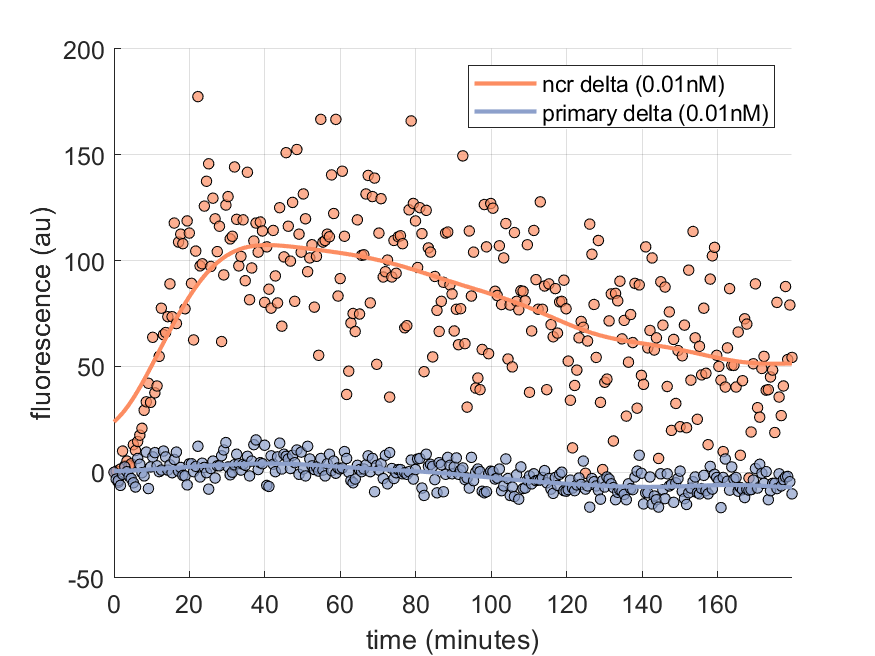 200
150
100
50
0
-50
fluorescence (au)
ncr delta (0.01nM)
primary delta (0.01nM)
0 20 40 60 80 100 120 140 160
time (minutes)